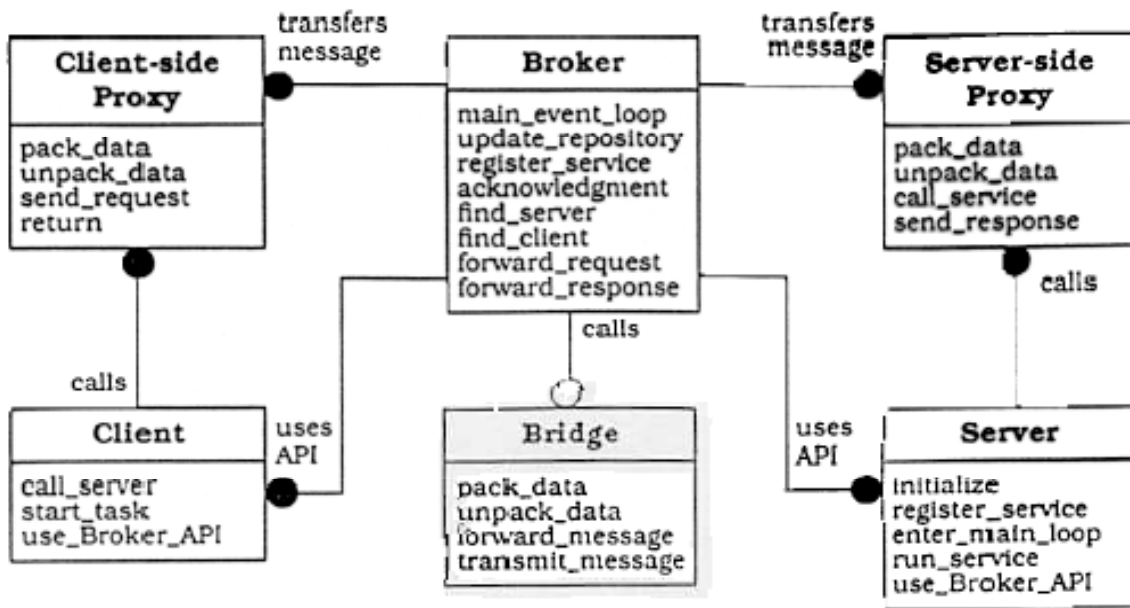 transfers
message
Client-side
Proxy
pack_data
unpack_data
send_request
return
Broker
main_event_loop
update_repository
register_service
acknowledgment
find_server
find_client
forward_request
forward_response
transfers
message
Server-side
Proxy
pack_data
unpack_data
call_service
send_response
calls
calls
calls
Client
call_server
start_task
use_Broker_API
uses
API
Bridge
pack_data
unpack_data
forward_message
transmit_message
uses
API
Server
initialize
register_service
enter_main_loop
run_service
use_Broker_API